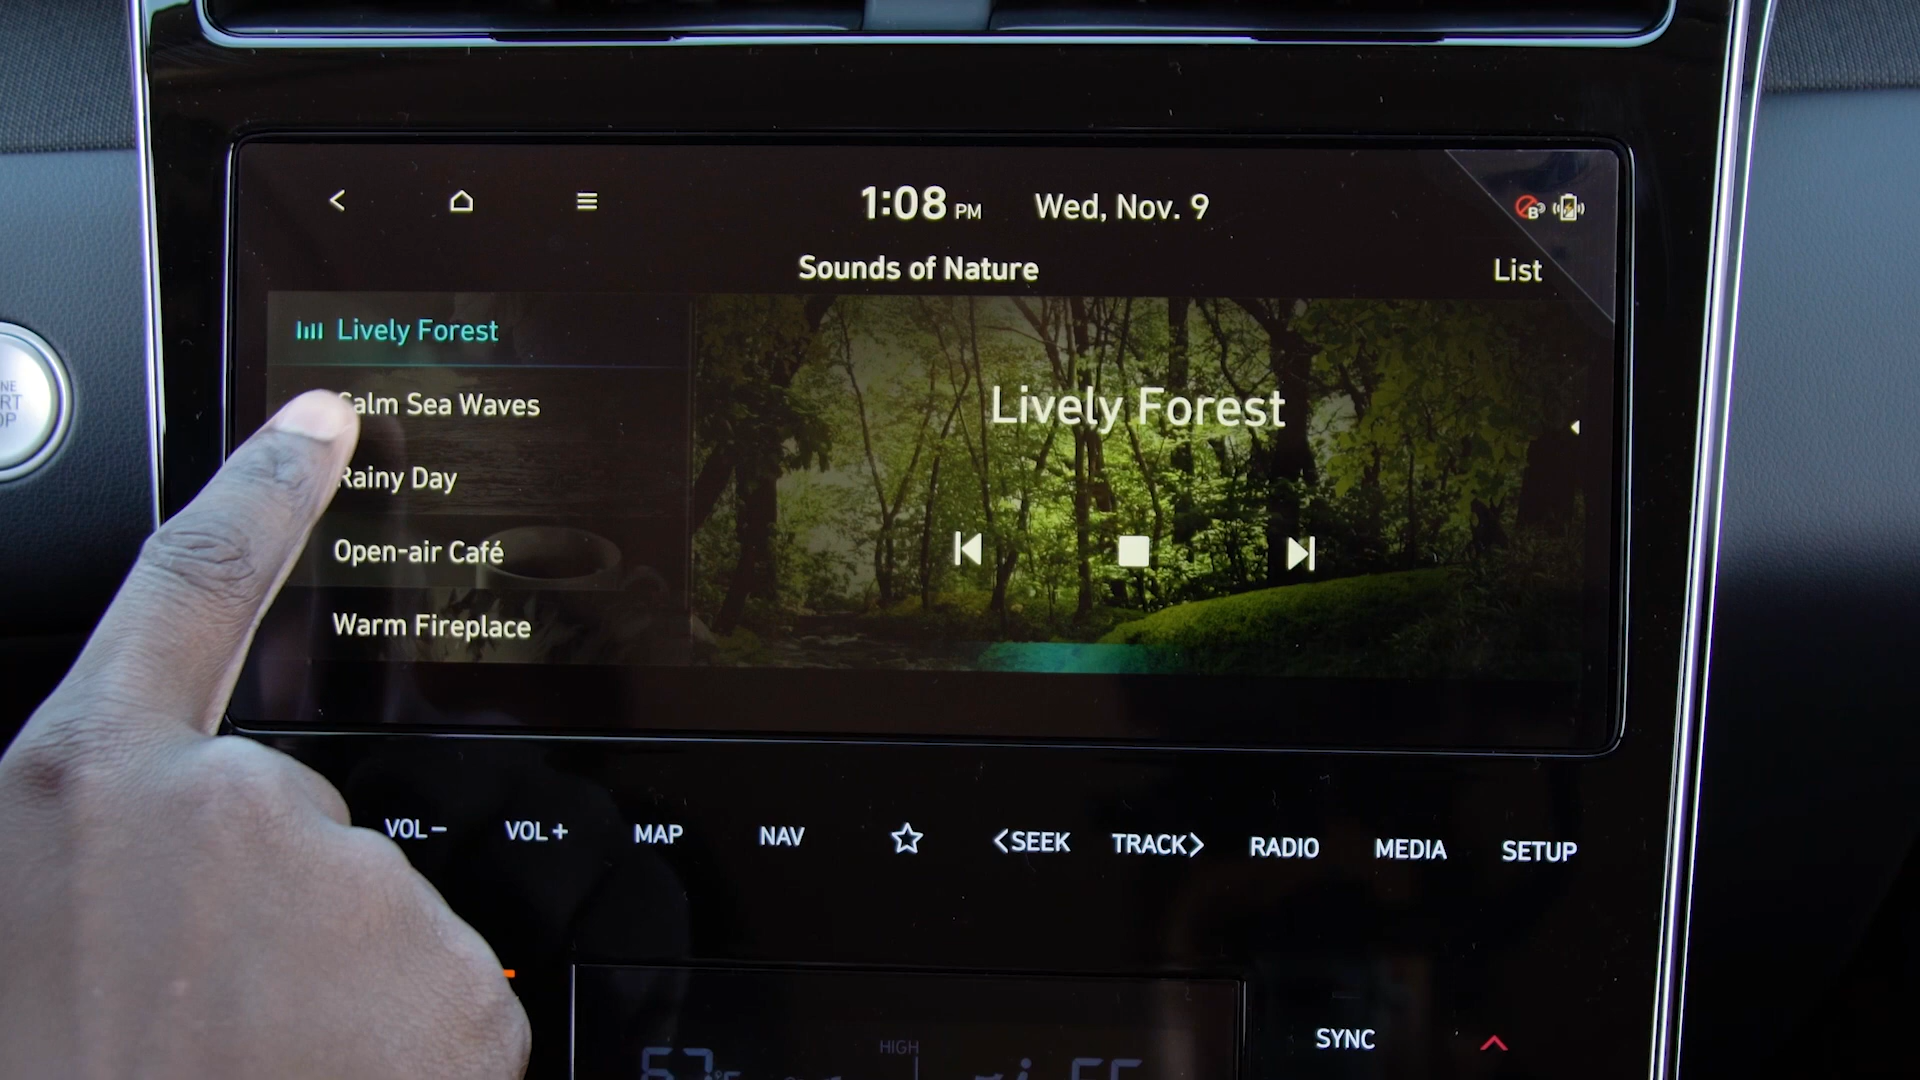 1:08 PM Wed, Nov. 9
Sounds of Nature
List
Lively Forest
Calm Sea Waves
Rainy Day
Open-air Café
Warm Fireplace
Lively Forest
VOL− VOL+ MAP NAV <SEEK TRACK> RADIO MEDIA SETUP
HIGH
SYNC